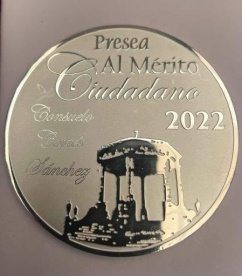 Presea
Al Mérito
Ciudadano
Consuelo
2022
Sánchez